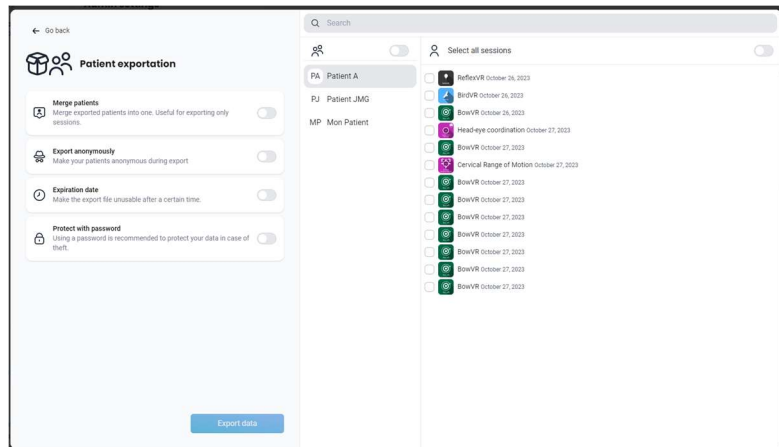 Go back
Patient exportation
Merge patients
Merge exported patients into one. Useful for exporting only
sessions.
Export anonymously
Make your patients anonymous during export
Expiration date
Make the export file unusable after a certain time.
Protect with password
Using a password is recommended to protect your data in case of
theft.
Export data
Search
PA Patient A
PJ Patient JMG
MP Mon Patient
Select all sessions
ReflexVR October 26, 2023
BirdVR October 26, 2023
BowVR October 26, 2023
Head-eye coordination October 27, 2023
BowVR October 27, 2023
Cervical Range of Motion October 27, 2023
BowVR October 27, 2023
BowVR October 27, 2023
BowVR October 27, 2023
BowVR October 27, 2023
BowVR October 27, 2023
BowVR October 27, 2023
BowVR October 27, 2023